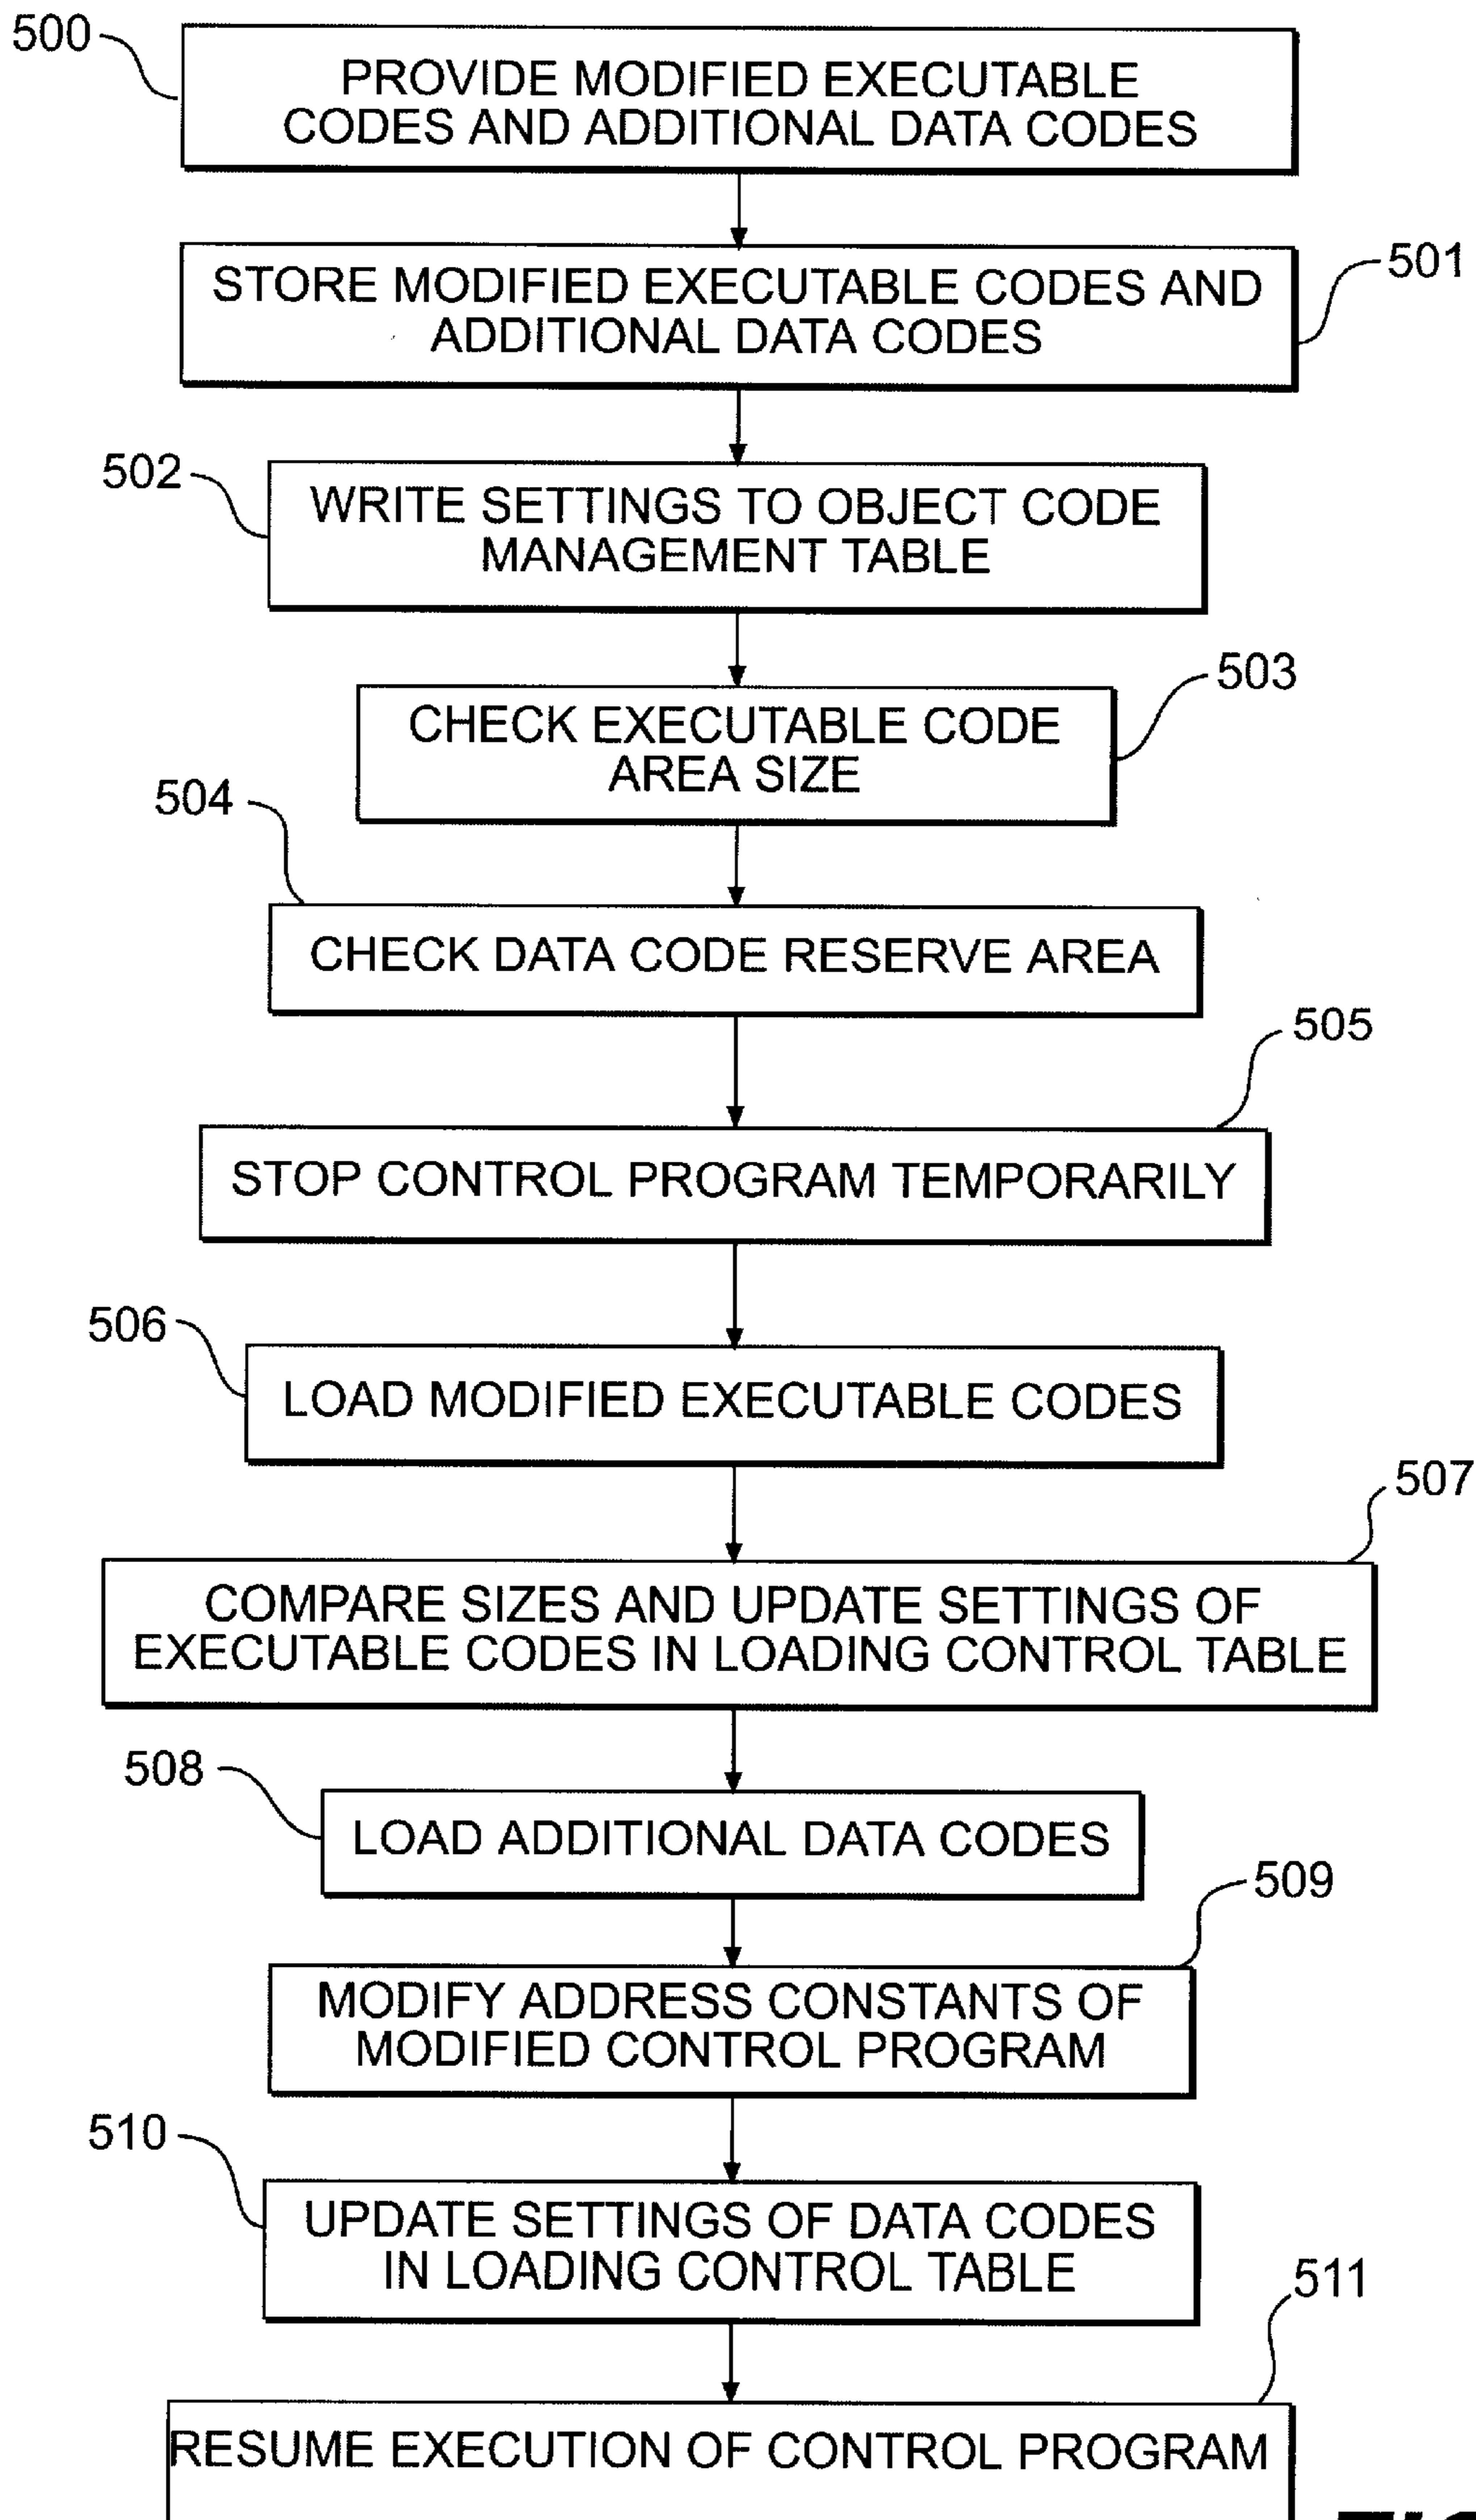 500
PROVIDE MODIFIED EXECUTABLE
CODES AND ADDITIONAL DATA CODES
501
STORE MODIFIED EXECUTABLE CODES AND
ADDITIONAL DATA CODES
502
WRITE SETTINGS TO OBJECT CODE
MANAGEMENT TABLE
503
CHECK EXECUTABLE CODE
AREA SIZE
504
CHECK DATA CODE RESERVE AREA
505
STOP CONTROL PROGRAM TEMPORARILY
506
LOAD MODIFIED EXECUTABLE CODES
507
COMPARE SIZES AND UPDATE SETTINGS OF
EXECUTABLE CODES IN LOADING CONTROL TABLE
508
LOAD ADDITIONAL DATA CODES
509
MODIFY ADDRESS CONSTANTS OF
MODIFIED CONTROL PROGRAM
510
UPDATE SETTINGS OF DATA CODES
IN LOADING CONTROL TABLE
511
RESUME EXECUTION OF CONTROL PROGRAM